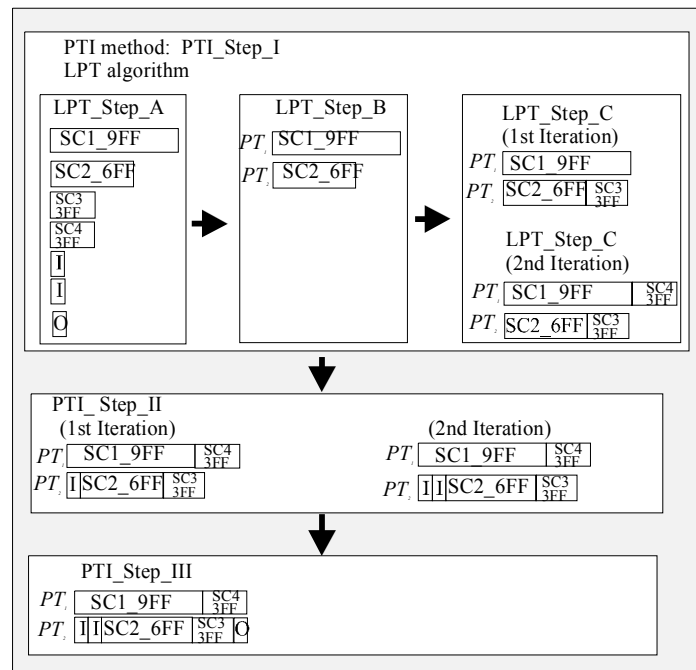 PTI method: PTI_Step_I
LPT algorithm
LPT_Step_A
SC1_9FF
SC2_6FF
SC3
3FF
SC4
3FF
I
I
O
LPT_Step_B
PT₁ SC1_9FF
PT₂ SC2_6FF
LPT_Step_C
(1st Iteration)
PT₁ SC1_9FF
PT₂ SC2_6FF SC3
3FF
LPT_Step_C
(2nd Iteration)
PT₁ SC1_9FF SC4
3FF
PT₂ SC2_6FF SC3
3FF
PTI_ Step_II
(1st Iteration)
PT₁ SC1_9FF SC4
3FF
PT₂ I SC2_6FF SC3
3FF
(2nd Iteration)
PT₁ SC1_9FF SC4
3FF
PT₂ I I SC2_6FF SC3
3FF
PTI_Step_III
PT₁ SC1_9FF SC4
3FF
PT₂ I I SC2_6FF SC3 O
3FF